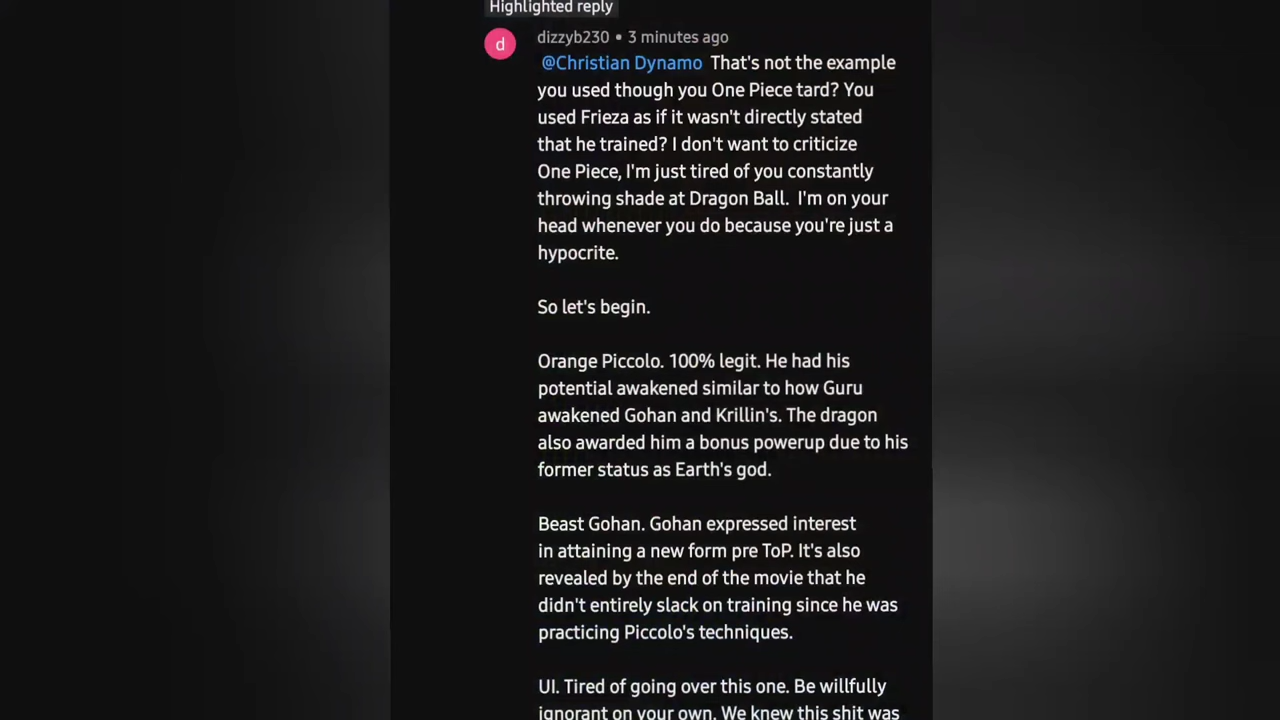 Highlighted reply
d
dizzyb230 • 3 minutes ago
@Christian Dynamo That's not the example
you used though you One Piece tard? You
used Frieza as if it wasn't directly stated
that he trained? I don't want to criticize
One Piece, I'm just tired of you constantly
throwing shade at Dragon Ball. I'm on your
head whenever you do because you're just a
hypocrite.
So let's begin.
Orange Piccolo. 100% legit. He had his
potential awakened similar to how Guru
awakened Gohan and Krillin's. The dragon
also awarded him a bonus powerup due to his
former status as Earth's god.
Beast Gohan. Gohan expressed interest
in attaining a new form pre ToP. It's also
revealed by the end of the movie that he
didn't entirely slack on training since he was
practicing Piccolo's techniques.
UI. Tired of going over this one. Be willfully
ignorant on your own. We knew this shit was